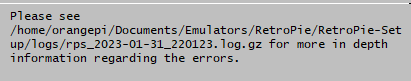 Please see
/home/orangepi/Documents/Emulators/RetroPie/RetroPie-Set
up/logs/rps_2023-01-31_220123.log.gz for more in depth
information regarding the errors.